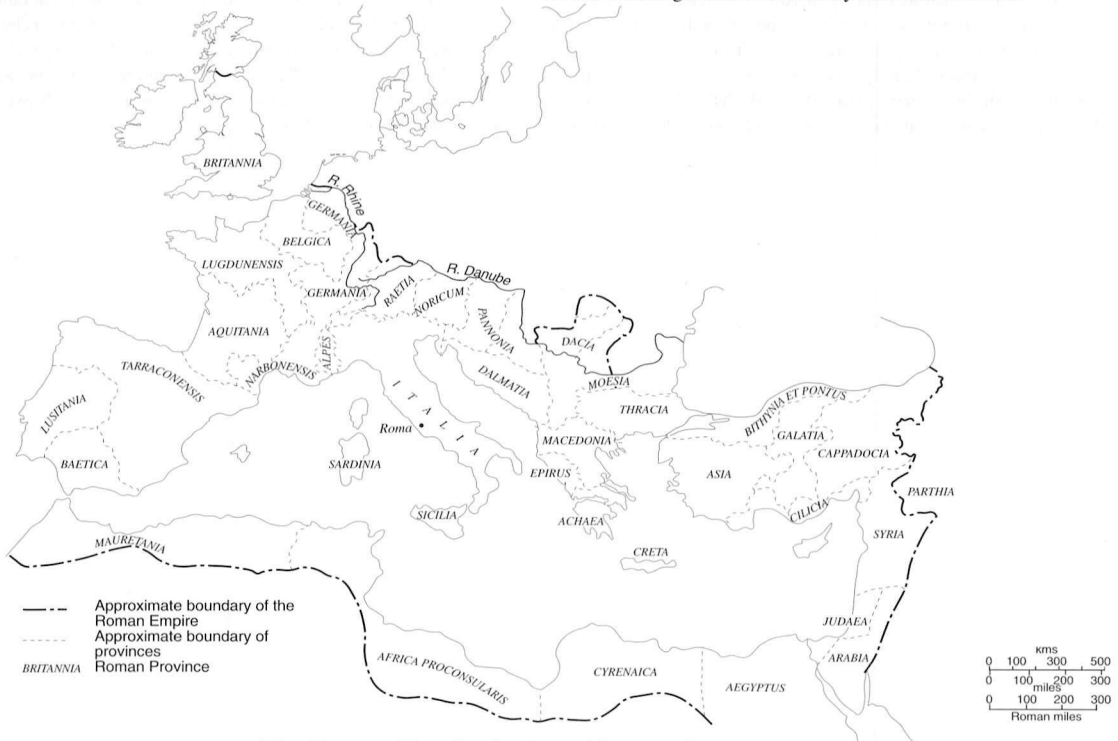 BRITANNIA
R. Rhine
GERMANIA
BELGICA
LUGDUNENSIS
GERMANIA
RAETIA
NORICUM
R. Danube
PANNONIA
DACIA
AQUITANIA
ALPES
NARBONENSIS
TARRACONENSIS
LUSITANIA
BAETICA
ITALIA
Roma
DALMATIA
MOESIA
THRACIA
MACEDONIA
EPIRUS
ACHAEA
SARDINIA
SICILIA
CRETA
BITHYNIA ET PONTUS
GALATIA
CAPPADOCIA
ASIA
CILICIA
PARTHIA
SYRIA
JUDAEA
ARABIA
MAURETANIA
AFRICA PROCONSULARIS
CYRENAICA
AEGYPTUS
Approximate boundary of the
Roman Empire
Approximate boundary of
provinces
BRITANNIA Roman Province
kms
0 100 300 500
0 100 200 300
miles
0 100 200 300
Roman miles